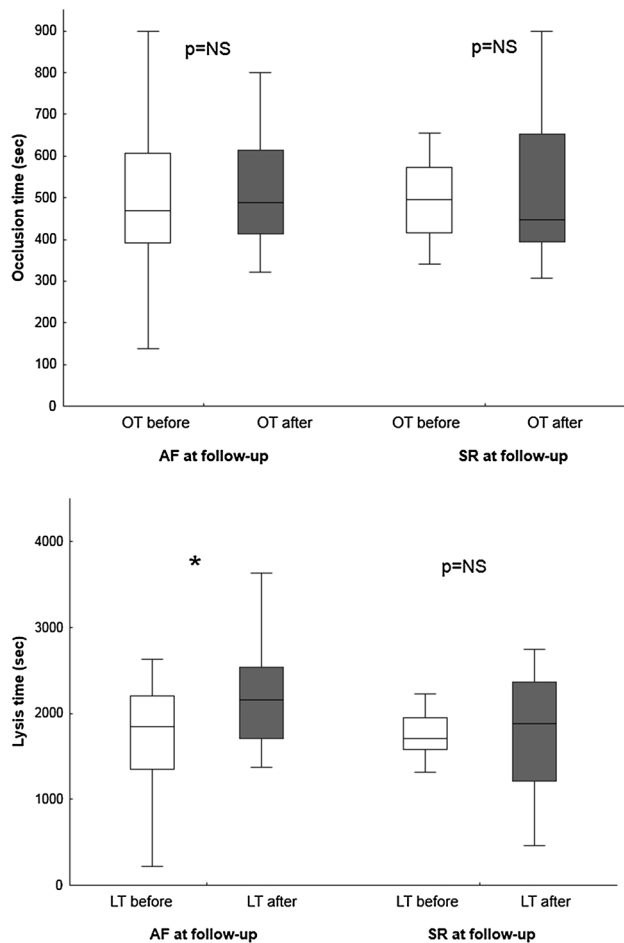 900
p=NS p=NS
800
700
600
500
400
300
200
100
0
Occlusion time (sec)
OT before OT after OT before OT after
AF at follow-up SR at follow-up
4000
* p=NS
3000
2000
1000
0
Lysis time (sec)
LT before LT after LT before LT after
AF at follow-up SR at follow-up